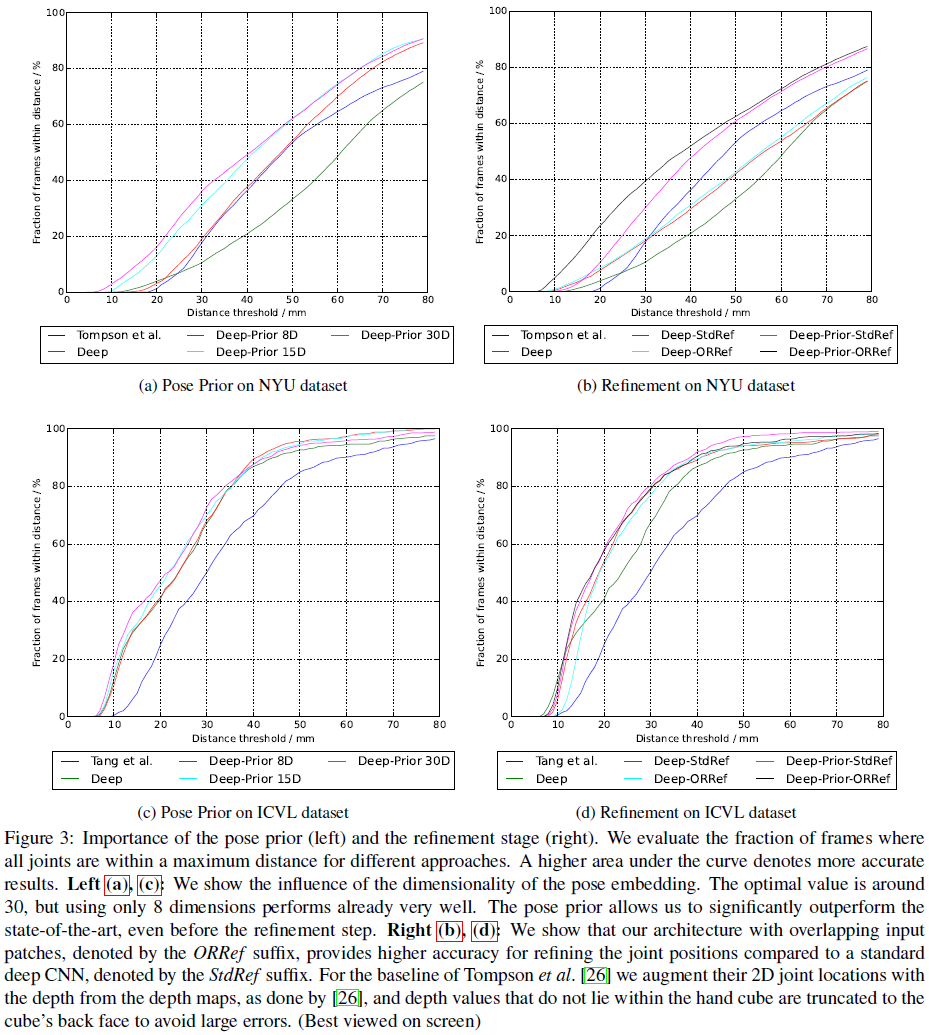 100
80
60
40
20
0
Fraction of frames within distance / %
0 10 20 30 40 50 60 70 80
Distance threshold / mm
Tompson et al. Deep-Prior 8D Deep-Prior 30D
Deep Deep-Prior 15D
(a) Pose Prior on NYU dataset
100
80
60
40
20
0
Fraction of frames within distance / %
0 10 20 30 40 50 60 70 80
Distance threshold / mm
Tompson et al. Deep-StdRef Deep-Prior-StdRef
Deep Deep-ORRef Deep-Prior-ORRef
(b) Refinement on NYU dataset
100
80
60
40
20
0
Fraction of frames within distance / %
0 10 20 30 40 50 60 70 80
Distance threshold / mm
Tang et al. Deep-Prior 8D Deep-Prior 30D
Deep Deep-Prior 15D
(c) Pose Prior on ICVL dataset
100
80
60
40
20
0
Fraction of frames within distance / %
0 10 20 30 40 50 60 70 80
Distance threshold / mm
Tang et al. Deep-StdRef Deep-Prior-StdRef
Deep Deep-ORRef Deep-Prior-ORRef
(d) Refinement on ICVL dataset
Figure 3: Importance of the pose prior (left) and the refinement stage (right). We evaluate the fraction of frames where
all joints are within a maximum distance for different approaches. A higher area under the curve denotes more accurate
results. Left (a), (c): We show the influence of the dimensionality of the pose embedding. The optimal value is around
30, but using only 8 dimensions performs already very well. The pose prior allows us to significantly outperform the
state-of-the-art, even before the refinement step. Right (b), (d): We show that our architecture with overlapping input
patches, denoted by the ORRef suffix, provides higher accuracy for refining the joint positions compared to a standard
deep CNN, denoted by the StdRef suffix. For the baseline of Tompson et al. [26] we augment their 2D joint locations with
the depth from the depth maps, as done by [26], and depth values that do not lie within the hand cube are truncated to the
cube's back face to avoid large errors. (Best viewed on screen)